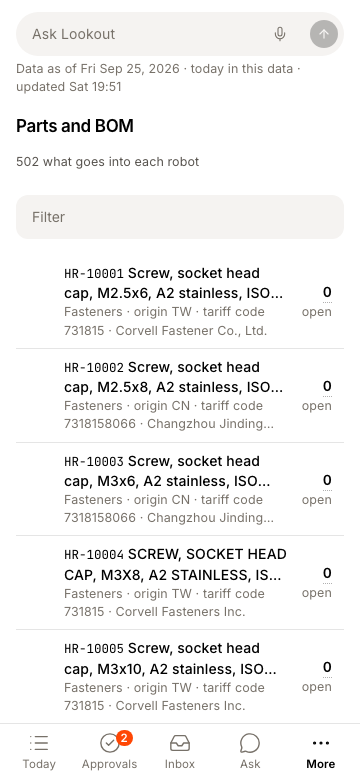 Ask Lookout
Data as of Fri Sep 25, 2026 · today in this data ·
updated Sat 19:51
Parts and BOM
502 what goes into each robot
Filter
HR-10001 Screw, socket head
cap, M2.5x6, A2 stainless, ISO...
0
Fasteners · origin TW · tariff code
open
731815 · Corvell Fastener Co., Ltd.
HR-10002 Screw, socket head
cap, M2.5x8, A2 stainless, ISO...
0
Fasteners · origin CN · tariff code
open
7318158066 · Changzhou Jinding...
HR-10003 Screw, socket head
cap, M3x6, A2 stainless, ISO...
0
Fasteners · origin CN · tariff code
open
7318158066 · Changzhou Jinding...
HR-10004 SCREW, SOCKET HEAD
CAP, M3X8, A2 STAINLESS, IS...
0
Fasteners · origin TW · tariff code
open
731815 · Corvell Fasteners Inc.
HR-10005 Screw, socket head
cap, M3x10, A2 stainless, ISO...
0
Fasteners · origin TW · tariff code
open
731815 · Corvell Fasteners Inc.
2
Today
Approvals
Inbox
Ask
More